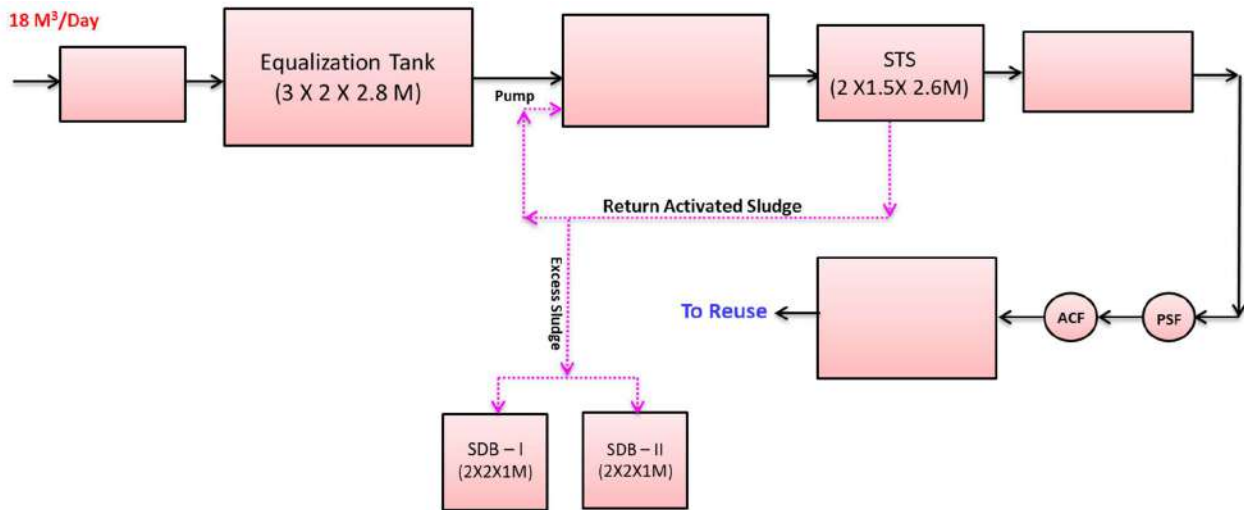 18 M³/Day
Equalization Tank
(3 X 2 X 2.8 M)
Pump
STS
(2 X1.5X 2.6M)
Return Activated Sludge
Excess Sludge
To Reuse
ACF
PSF
SDB – I
(2X2X1M)
SDB – II
(2X2X1M)